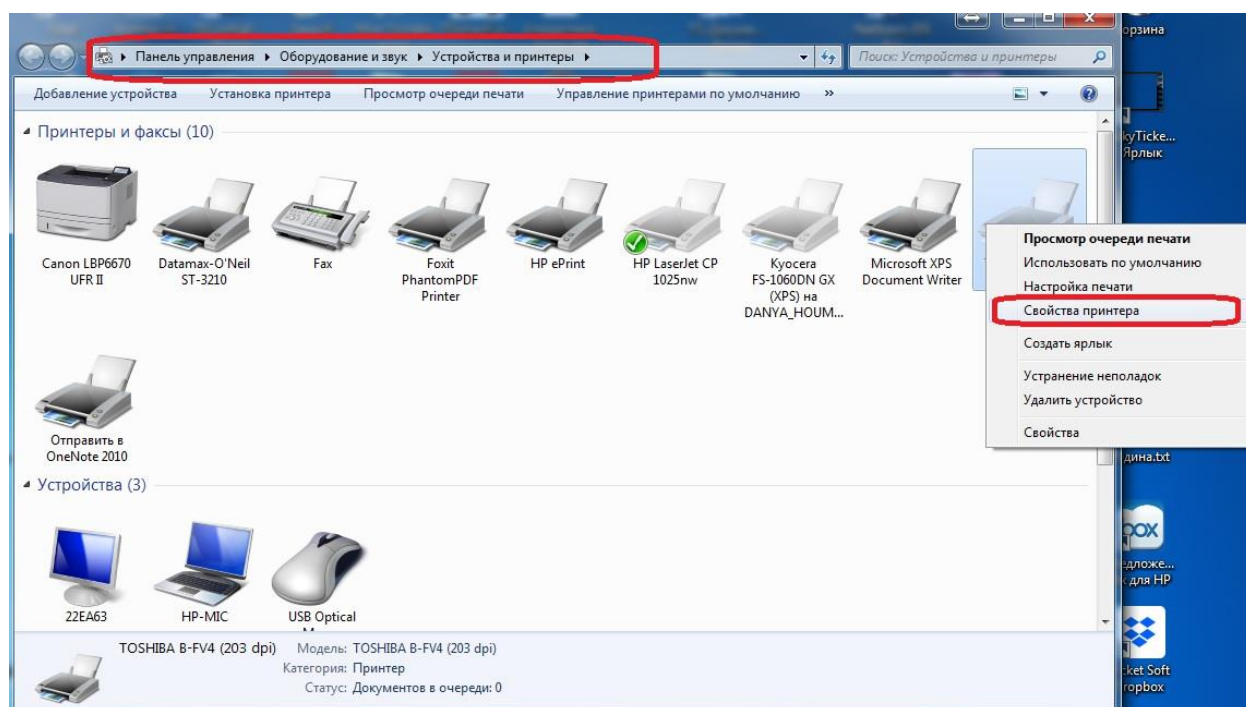 Панель управления ▸ Оборудование и звук ▸ Устройства и принтеры ▸
Поиск: Устройства и принтеры
Добавление устройства Установка принтера Просмотр очереди печати Управление принтерами по умолчанию »
Принтеры и факсы (10)
Canon LBP6670
UFR II
Datamax-O'Neil
ST-3210
Fax
Foxit
PhantomPDF
Printer
HP ePrint
HP LaserJet CP
1025nw
Kyocera
FS-1060DN GX
(XPS) на
DANYA_HOUM...
Microsoft XPS
Document Writer
Просмотр очереди печати
Использовать по умолчанию
Настройка печати
Свойства принтера
Создать ярлык
Устранение неполадок
Удалить устройство
Свойства
Отправить в
OneNote 2010
Устройства (3)
22EA63
HP-MIC
USB Optical
TOSHIBA B-FV4 (203 dpi)
Модель: TOSHIBA B-FV4 (203 dpi)
Категория: Принтер
Статус: Документов в очереди: 0
орзина
kyTicke...
Ярлык
дина.txt
едложе...
к для HP
cket Soft
ropbox